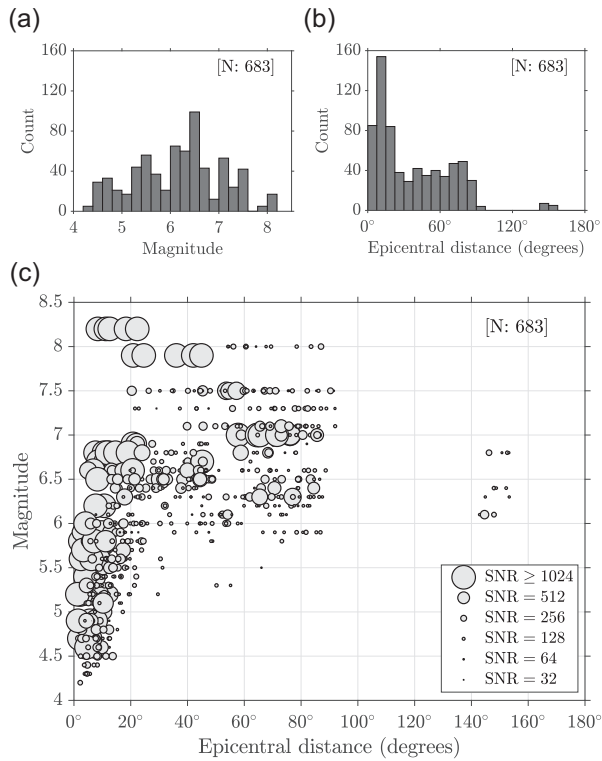 (a)
160
120
80
40
0
Count
[N: 683]
4 5 6 7 8
Magnitude
(b)
160
120
80
40
0
Count
[N: 683]
0° 60° 120° 180°
Epicentral distance (degrees)
(c)
8.5
8
7.5
7
6.5
6
5.5
5
4.5
4
Magnitude
[N: 683]
SNR ≥ 1024
SNR = 512
SNR = 256
SNR = 128
SNR = 64
SNR = 32
0° 20° 40° 60° 80° 100° 120° 140° 160° 180°
Epicentral distance (degrees)